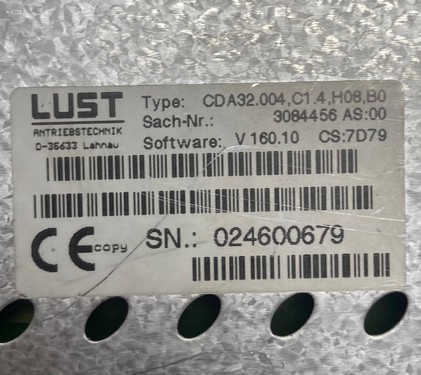 LUST
ANTRIEBSTECHNIK
D-35633 Lahnau
Type: CDA32.004,C1.4,H08,B0
Sach-Nr.: 3084456 AS:00
Software: V 160.10 CS:7D79
CE copy
SN.: 024600679